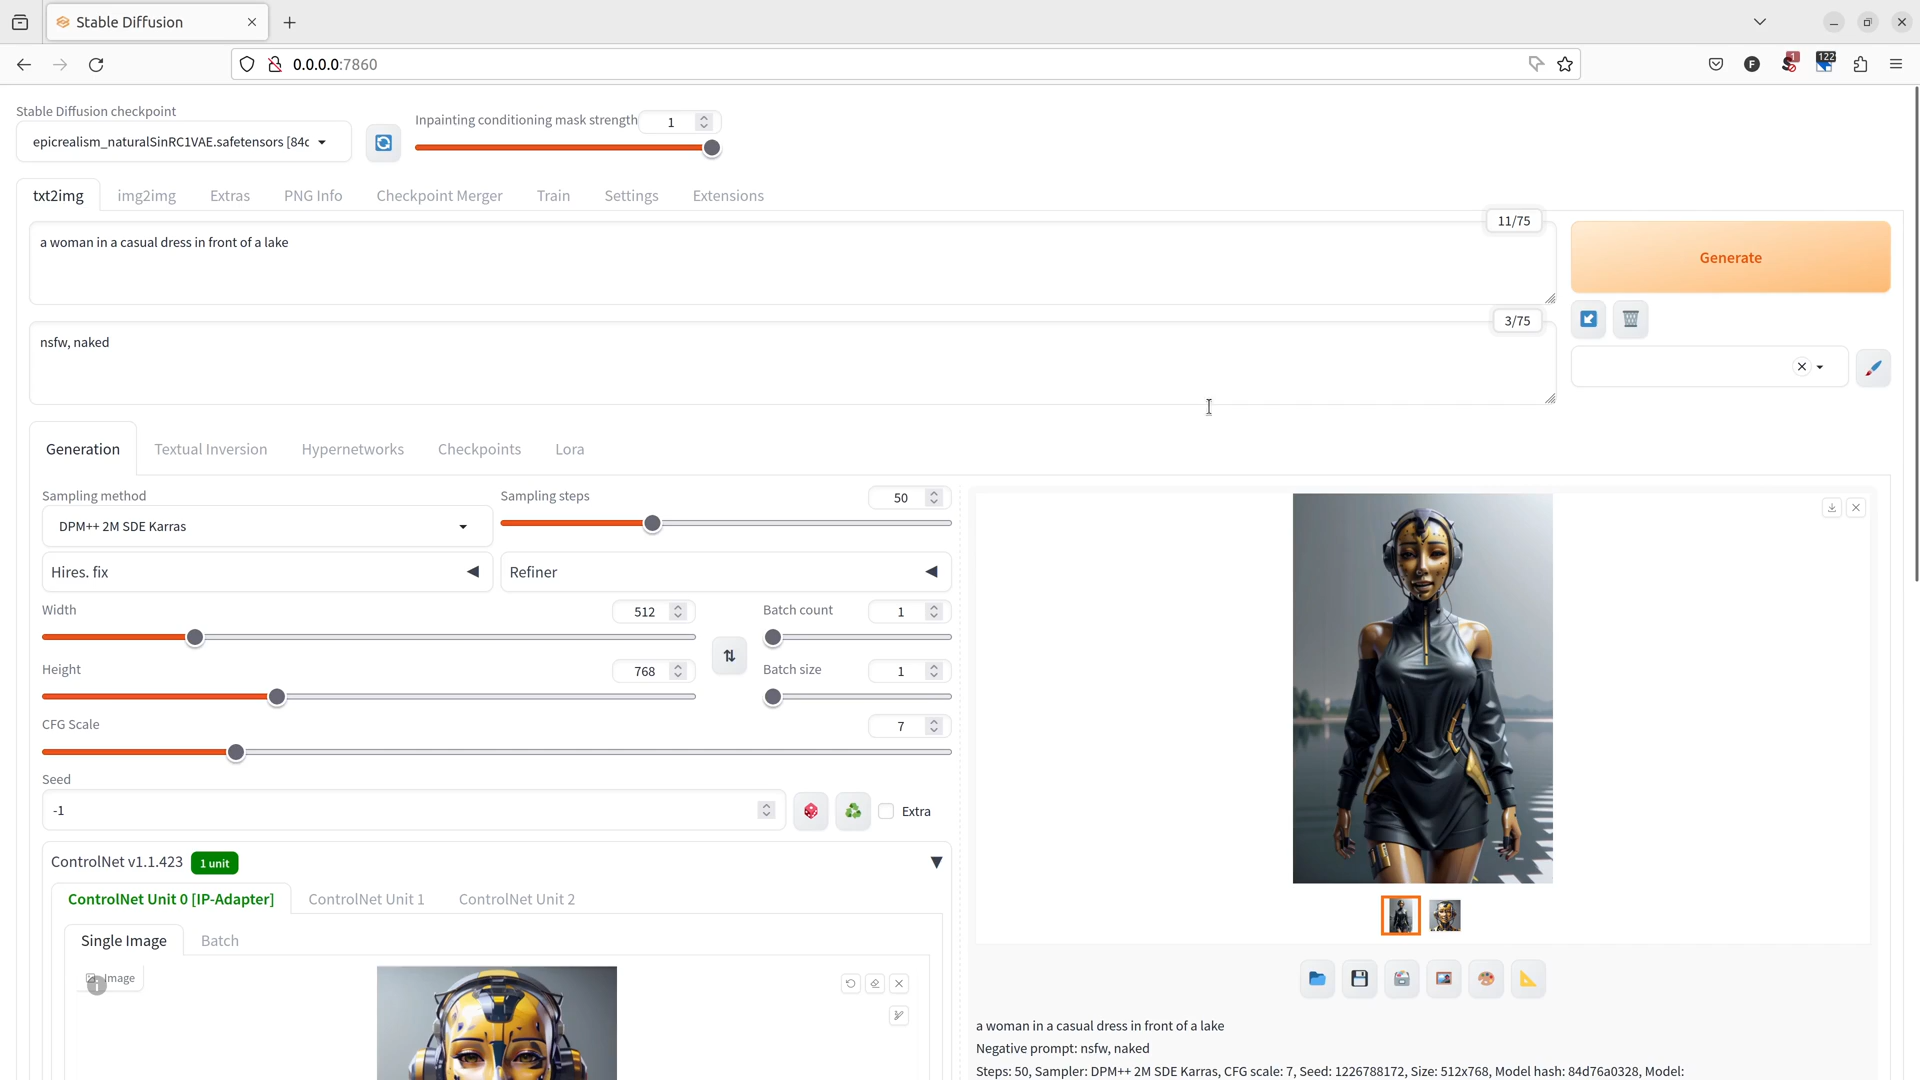 Stable Diffusion
0.0.0.0:7860
1
122
Stable Diffusion checkpoint
epicrealism_naturalSinRC1VAE.safetensors [84c
Inpainting conditioning mask strength
1
txt2img
img2img
Extras
PNG Info
Checkpoint Merger
Train
Settings
Extensions
11/75
a woman in a casual dress in front of a lake
Generate
3/75
nsfw, naked
Generation
Textual Inversion
Hypernetworks
Checkpoints
Lora
Sampling method
DPM++ 2M SDE Karras
Sampling steps
50
Hires. fix
Refiner
Width
512
Batch count
1
Height
768
Batch size
1
CFG Scale
7
Seed
-1
Extra
ControlNet v1.1.423
1 unit
ControlNet Unit 0 [IP-Adapter]
ControlNet Unit 1
ControlNet Unit 2
Single Image
Batch
Image
a woman in a casual dress in front of a lake
Negative prompt: nsfw, naked
Steps: 50, Sampler: DPM++ 2M SDE Karras, CFG scale: 7, Seed: 1226788172, Size: 512x768, Model hash: 84d76a0328, Model: